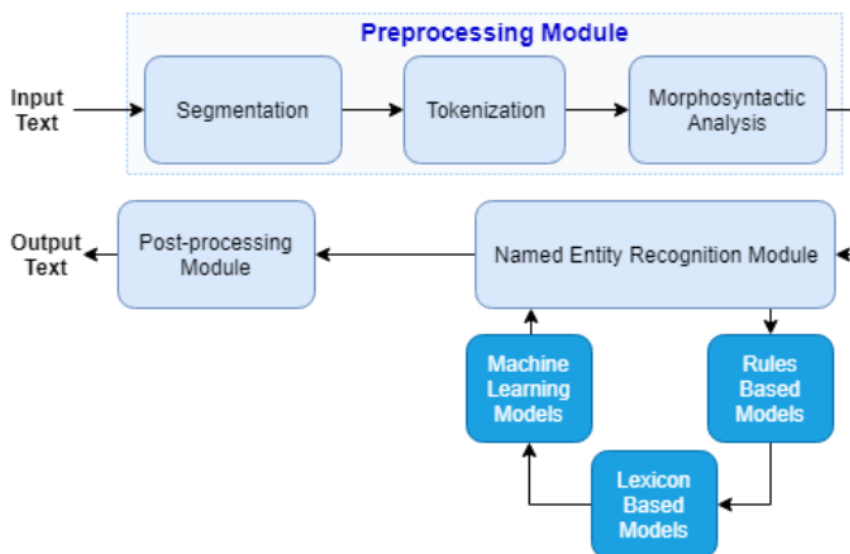 Preprocessing Module
Input
Text
Segmentation
Tokenization
Morphosyntactic
Analysis
Output
Text
Post-processing
Module
Named Entity Recognition Module
Machine
Learning
Models
Rules
Based
Models
Lexicon
Based
Models